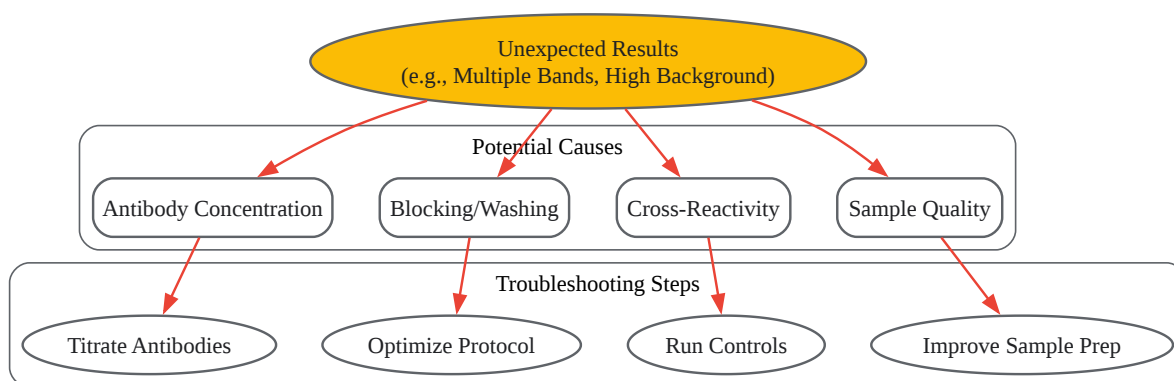 Unexpected Results
(e.g., Multiple Bands, High Background)
Potential Causes
Antibody Concentration
Blocking/Washing
Cross-Reactivity
Sample Quality
Troubleshooting Steps
Titrate Antibodies
Optimize Protocol
Run Controls
Improve Sample Prep